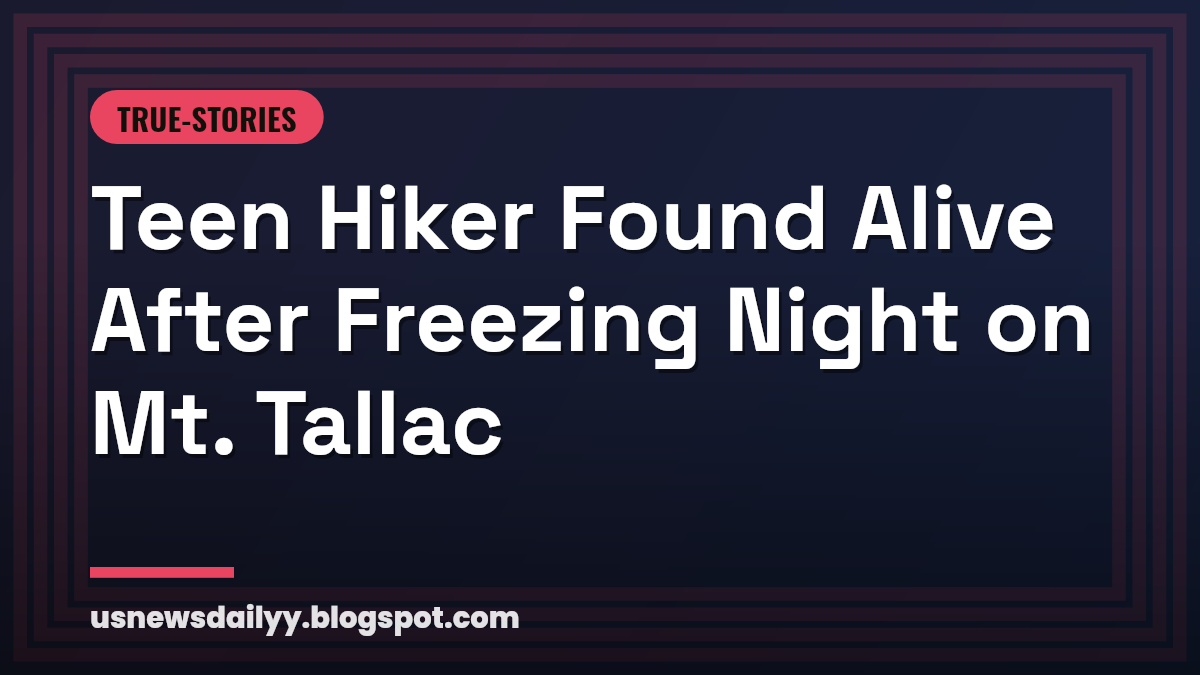 TRUE-STORIES
Teen Hiker Found Alive
After Freezing Night on
Mt. Tallac
usnewsdailyy.blogspot.com